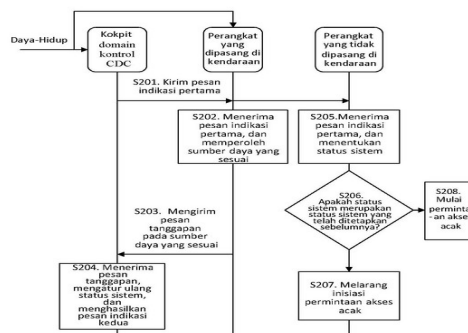 Daya-Hidup
Kokpit
domain
kontrol
CDC
Perangkat
yang
dipasang di
kendaraan
Perangkat
yang tidak
dipasang di
kendaraan
S201. Kirim pesan
indikasi pertama
S202. Menerima
pesan indikasi
pertama, dan
memperoleh
sumber daya yang
sesuai
S205.Menerima
pesan indikasi
pertama, dan
menentukan
status sistem
S206.
Apakah status
sistem merupakan
status sistem yang
telah ditetapkan
sebelumnya?
S208.
Mulai
perminta
-an akses
acak
S203. Mengirim
pesan
tanggapan
pada sumber
daya yang sesuai
S204. Menerima
pesan
tanggapan,
mengatur ulang
status sistem,
dan
menghasilkan
pesan indikasi
kedua
S207. Melarang
inisiasi
permintaan akses
acak